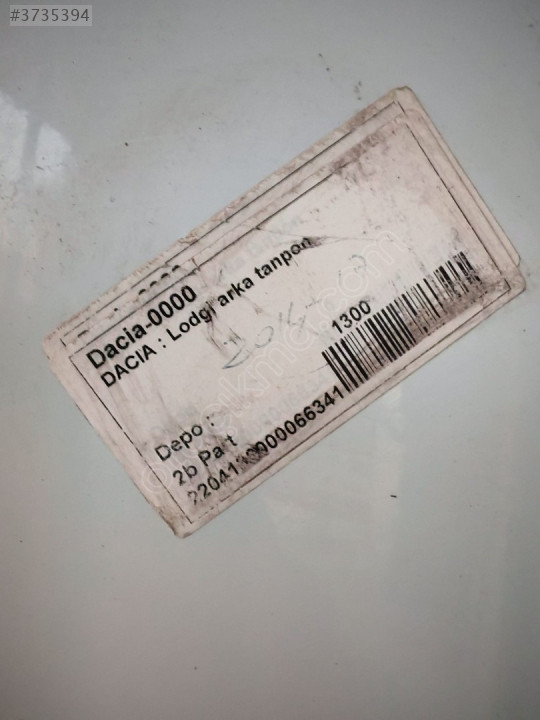 #3735394
Dacia-0000
DACIA : Lodgi arka tanpon
1300
Depo :
2b Part